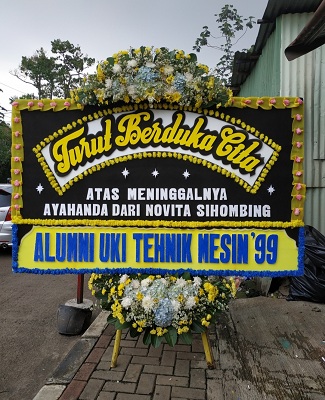 Turut Berduka Cita
ATAS MENINGGALNYA
AYAHANDA DARI NOVITA SIHOMBING
ALUMNI UKI TEHNIK MESIN '99